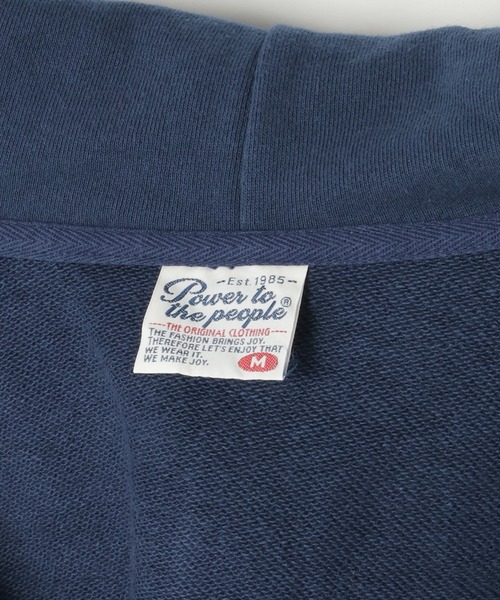 -Est.1985-
Power to
the people®
---THE ORIGINAL CLOTHING---
THE FASHION BRINGS JOY.
THEREFORE LET'S ENJOY THAT
WE WEAR IT.
WE MAKE JOY.
M